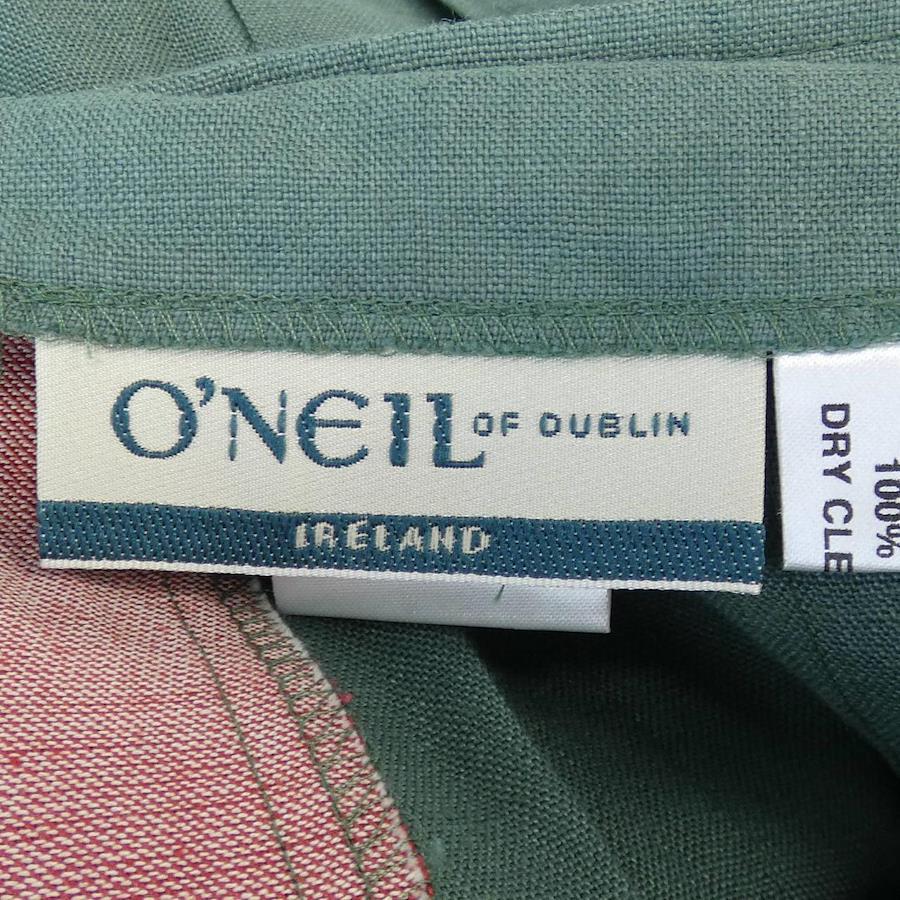 O'NEIL OF DUBLIN
IRELAND
100%
DRY CLE